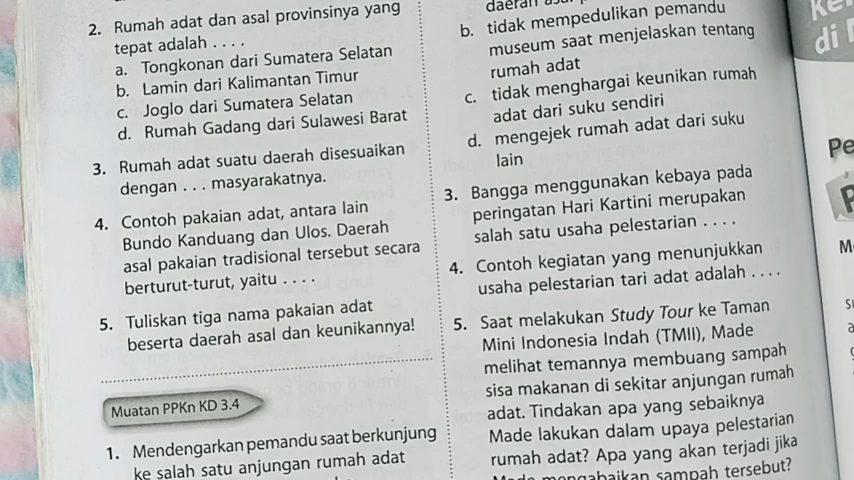 2. Rumah adat dan asal provinsinya yang
tepat adalah . . . .
a. Tongkonan dari Sumatera Selatan
b. Lamin dari Kalimantan Timur
c. Joglo dari Sumatera Selatan
d. Rumah Gadang dari Sulawesi Barat
3. Rumah adat suatu daerah disesuaikan
dengan . . . masyarakatnya.
4. Contoh pakaian adat, antara lain
Bundo Kanduang dan Ulos. Daerah
asal pakaian tradisional tersebut secara
berturut-turut, yaitu . . . .
5. Tuliskan tiga nama pakaian adat
beserta daerah asal dan keunikannya!
Muatan PPKn KD 3.4
1. Mendengarkan pemandu saat berkunjung
ke salah satu anjungan rumah adat
daerah
b. tidak mempedulikan pemandu
museum saat menjelaskan tentang
rumah adat
c. tidak menghargai keunikan rumah
adat dari suku sendiri
d. mengejek rumah adat dari suku
lain
3. Bangga menggunakan kebaya pada
peringatan Hari Kartini merupakan
salah satu usaha pelestarian . . . .
4. Contoh kegiatan yang menunjukkan
usaha pelestarian tari adat adalah . . . .
5. Saat melakukan Study Tour ke Taman
Mini Indonesia Indah (TMII), Made
melihat temannya membuang sampah
sisa makanan di sekitar anjungan rumah
adat. Tindakan apa yang sebaiknya
Made lakukan dalam upaya pelestarian
rumah adat? Apa yang akan terjadi jika
Made mengabaikan sampah tersebut?
di
Pe
P